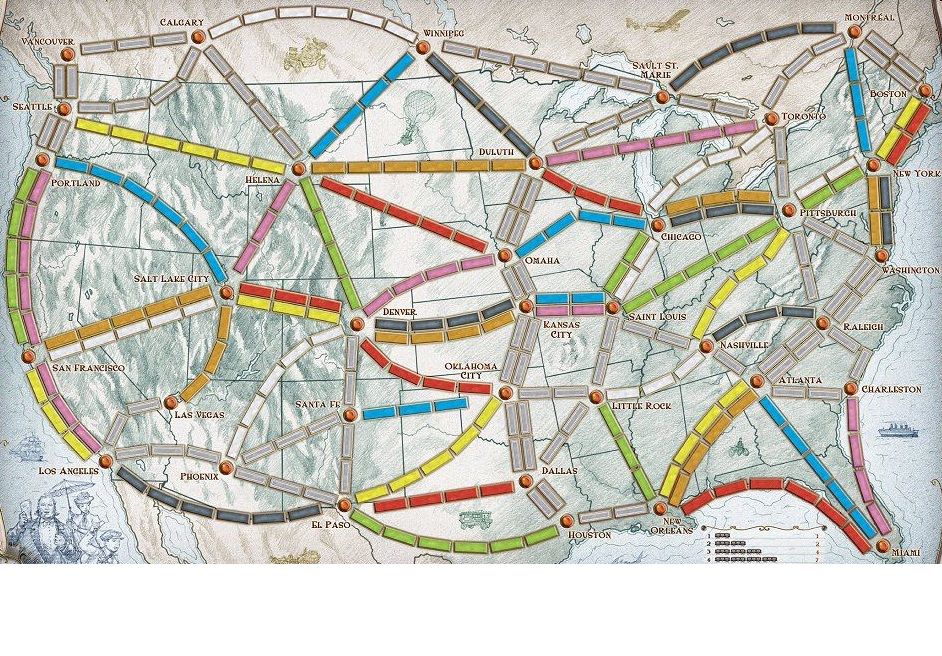 CALGARY
MONTRÉAL
VANCOUVER
WINNIPEG
SAULT ST.
MARIE
BOSTON
SEATTLE
TORONTO
DULUTH
HELENA
NEW YORK
PORTLAND
PITTSBURGH
CHICAGO
OMAHA
WASHINGTON
SALT LAKE CITY
DENVER
SAINT LOUIS
KANSAS
CITY
RALEIGH
NASHVILLE
SAN FRANCISCO
OKLAHOMA
CITY
ATLANTA
CHARLESTON
SANTA FE
LITTLE ROCK
LAS VEGAS
LOS ANGELES
PHOENIX
DALLAS
EL PASO
HOUSTON
NEW
ORLEANS
MIAMI
1 1
2 2
3 4
4 7